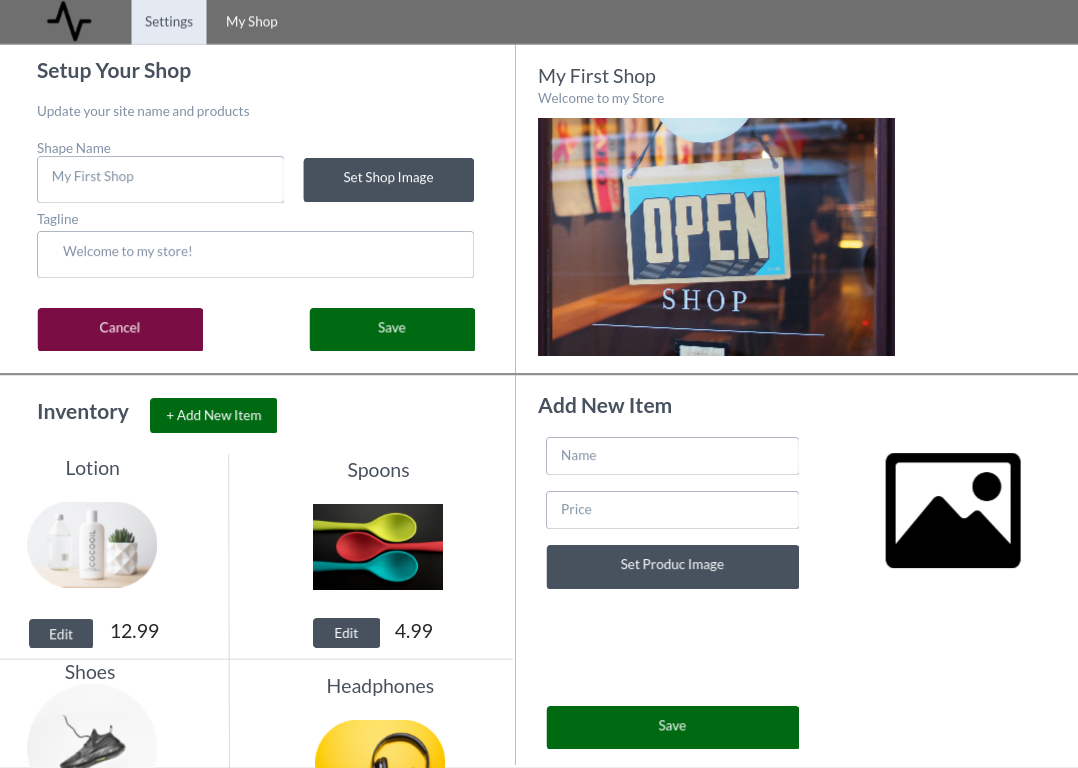 Settings
My Shop
Setup Your Shop
Update your site name and products
Shape Name
My First Shop
Set Shop Image
Tagline
Welcome to my store!
Cancel
Save
My First Shop
Welcome to my Store
OPEN
SHOP
Inventory
+ Add New Item
Lotion
COCOOIL
Edit
12.99
Spoons
Edit
4.99
Shoes
Headphones
Add New Item
Name
Price
Set Produc Image
Save